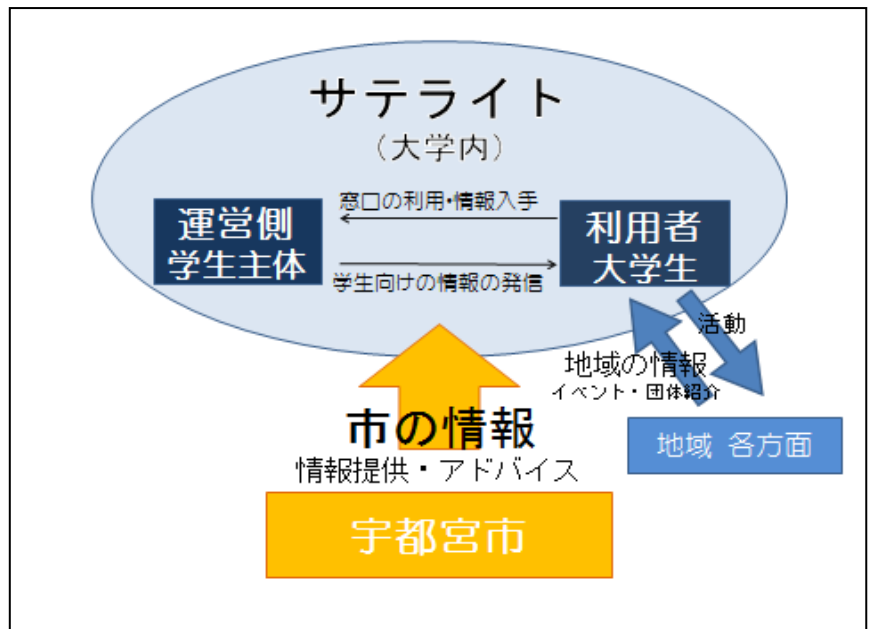 サテライト
（大学内）
窓口の利用・情報入手
運営側
学生主体
利用者
大学生
学生向けの情報の発信
活動
地域の情報
イベント・団体紹介
市の情報
情報提供・アドバイス
地域 各方面
宇都宮市